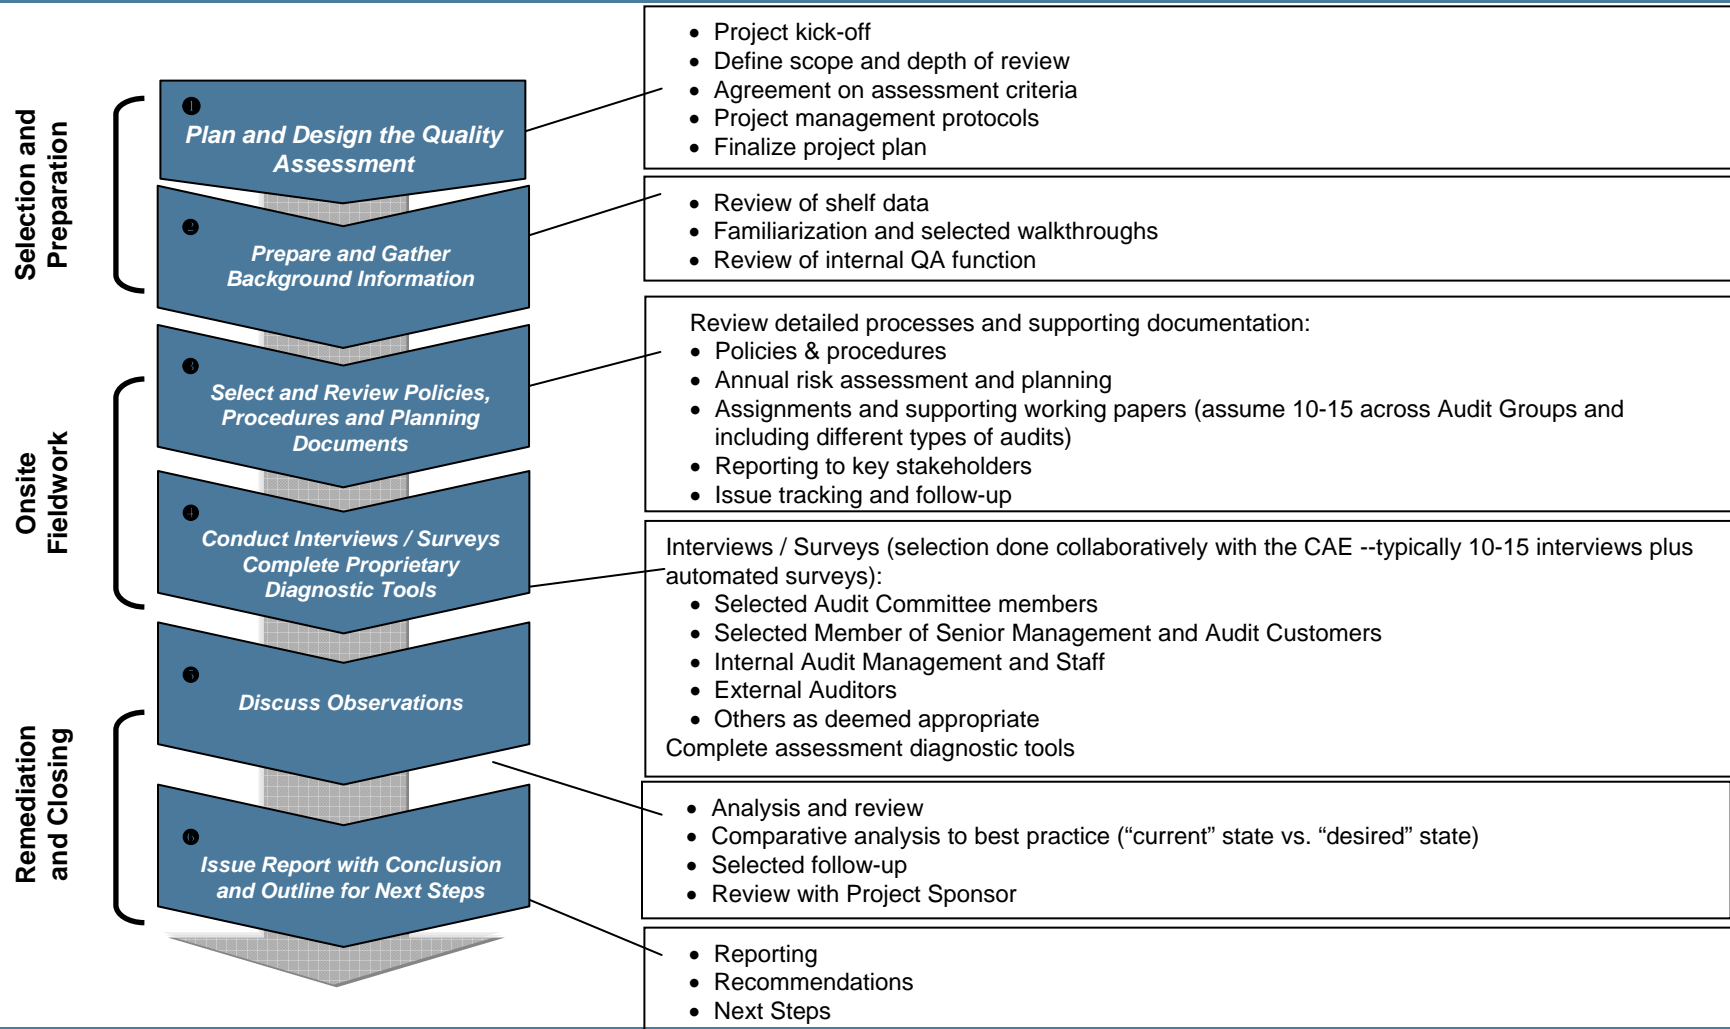 Selection and
Preparation
❶
Plan and Design the Quality
Assessment
• Project kick-off
• Define scope and depth of review
• Agreement on assessment criteria
• Project management protocols
• Finalize project plan
❷
Prepare and Gather
Background Information
• Review of shelf data
• Familiarization and selected walkthroughs
• Review of internal QA function
Onsite
Fieldwork
❸
Select and Review Policies,
Procedures and Planning
Documents
Review detailed processes and supporting documentation:
• Policies & procedures
• Annual risk assessment and planning
• Assignments and supporting working papers (assume 10-15 across Audit Groups and
including different types of audits)
• Reporting to key stakeholders
• Issue tracking and follow-up
❹
Conduct Interviews / Surveys
Complete Proprietary
Diagnostic Tools
Interviews / Surveys (selection done collaboratively with the CAE --typically 10-15 interviews plus
automated surveys):
• Selected Audit Committee members
• Selected Member of Senior Management and Audit Customers
• Internal Audit Management and Staff
• External Auditors
• Others as deemed appropriate
Complete assessment diagnostic tools
Remediation
and Closing
❺
Discuss Observations
• Analysis and review
• Comparative analysis to best practice (“current” state vs. “desired” state)
• Selected follow-up
• Review with Project Sponsor
❻
Issue Report with Conclusion
and Outline for Next Steps
• Reporting
• Recommendations
• Next Steps